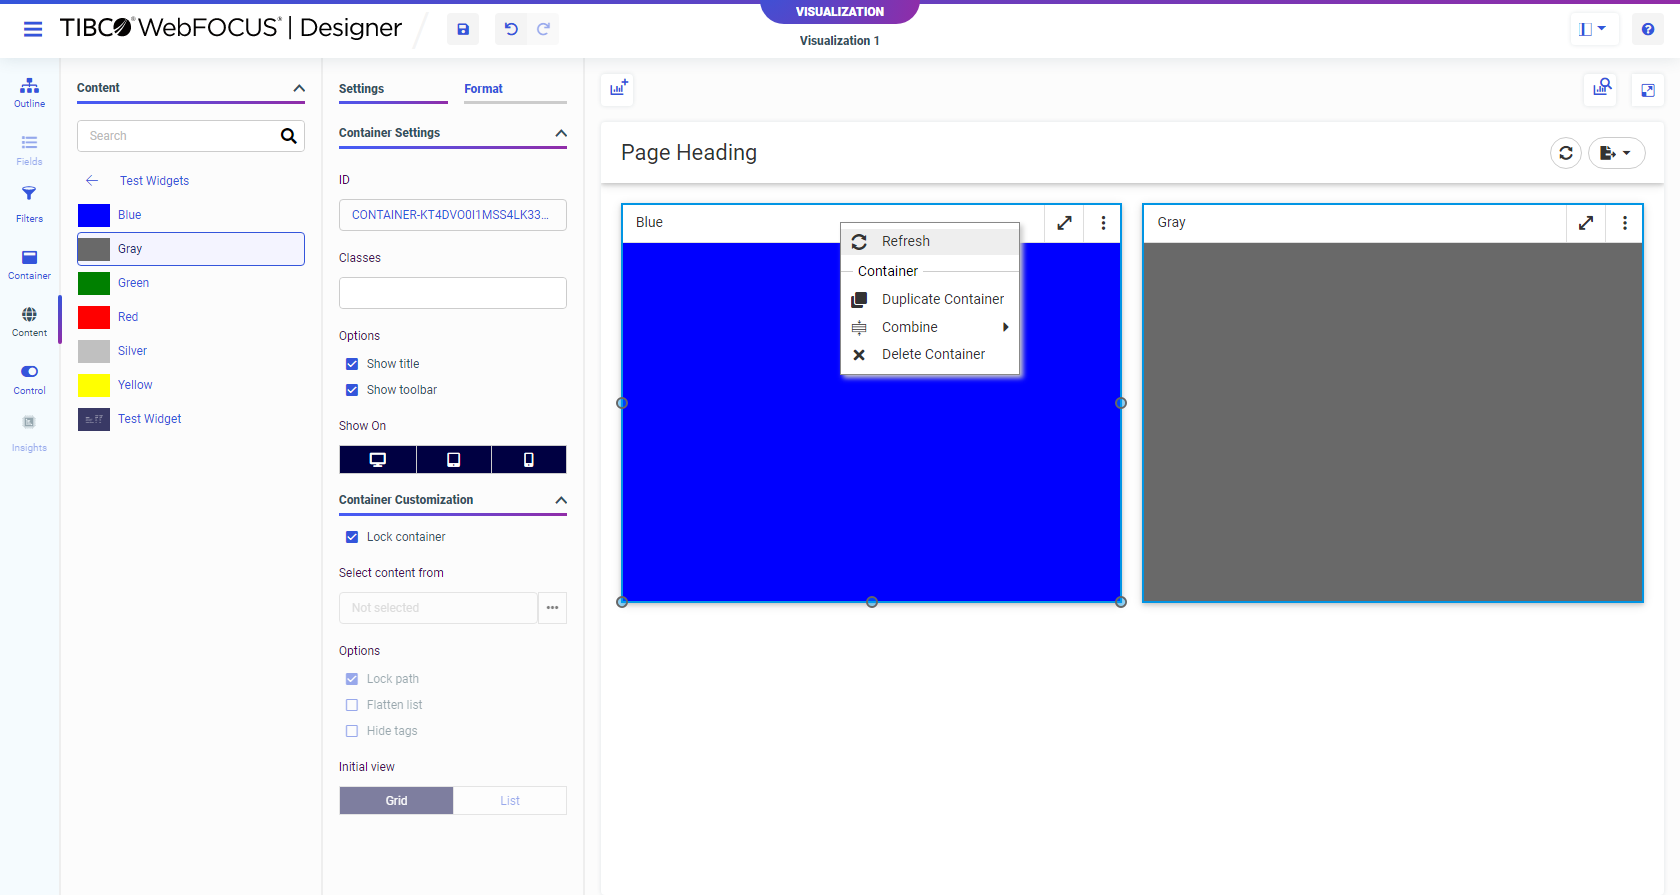 VISUALIZATION
TIBCO® WebFOCUS® | Designer
Visualization 1
Outline
Fields
Filters
Container
Content
Control
Insights
Content
Search
Test Widgets
Blue
Gray
Green
Red
Silver
Yellow
Test Widget
Settings
Format
Container Settings
ID
CONTAINER-KT4DVO0I1MSS4LK33...
Classes
Options
Show title
Show toolbar
Show On
Container Customization
Lock container
Select content from
Not selected
Options
Lock path
Flatten list
Hide tags
Initial view
Grid
List
Page Heading
Blue
Refresh
Container
Duplicate Container
Combine
Delete Container
Gray